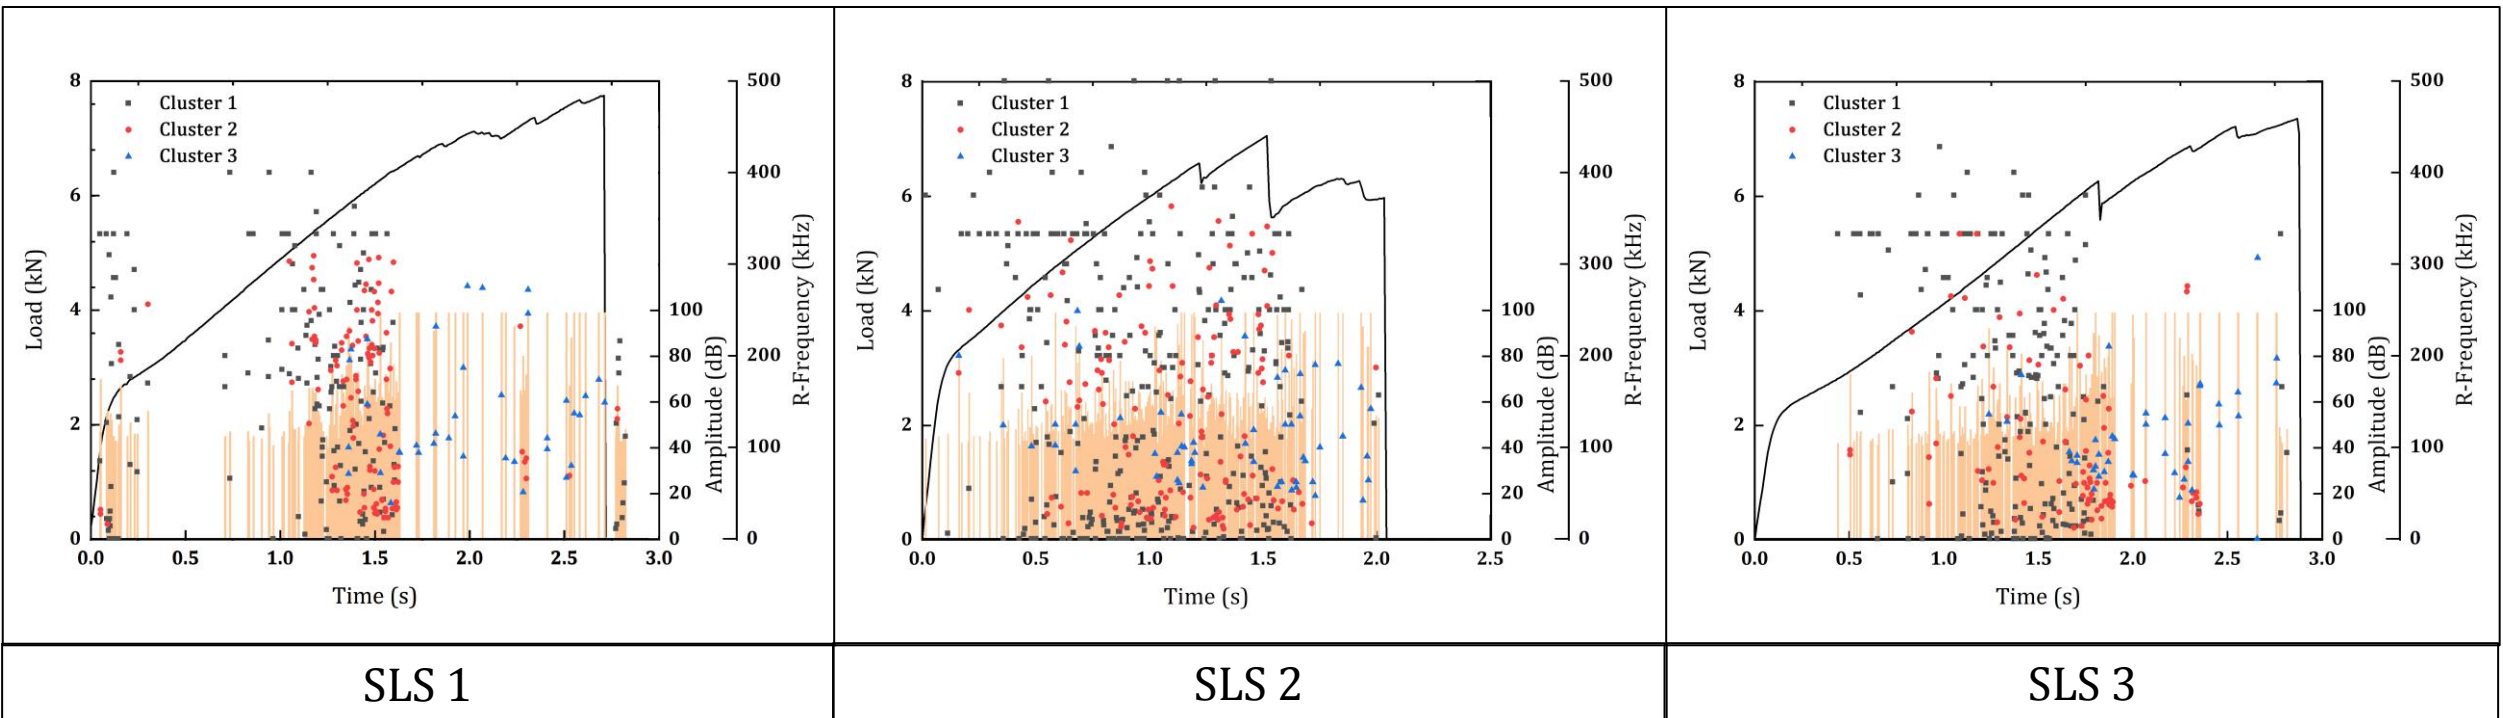 8
6
4
2
0
Load (kN)
Cluster 1
Cluster 2
Cluster 3
0.0 0.5 1.0 1.5 2.0 2.5 3.0
Time (s)
100
80
60
40
20
0
Amplitude (dB)
500
400
300
200
100
0
R-Frequency (kHz)
8
6
4
2
0
Load (kN)
Cluster 1
Cluster 2
Cluster 3
0.0 0.5 1.0 1.5 2.0 2.5
Time (s)
100
80
60
40
20
0
Amplitude (dB)
500
400
300
200
100
0
R-Frequency (kHz)
8
6
4
2
0
Load (kN)
Cluster 1
Cluster 2
Cluster 3
0.0 0.5 1.0 1.5 2.0 2.5 3.0
Time (s)
100
80
60
40
20
0
Amplitude (dB)
500
400
300
200
100
0
R-Frequency (kHz)
SLS 1
SLS 2
SLS 3